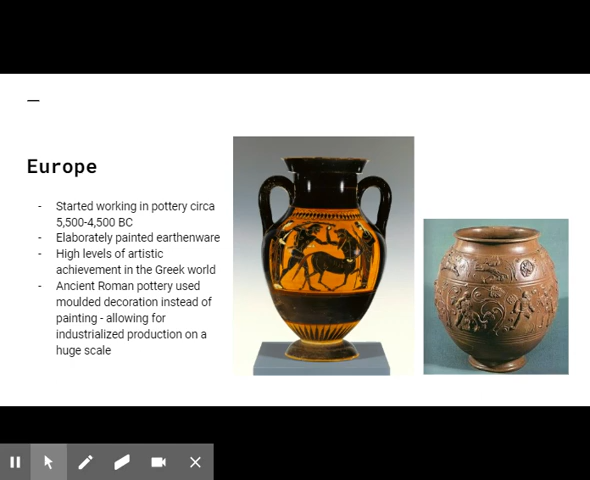 Europe
- Started working in pottery circa
5,500-4,500 BC
- Elaborately painted earthenware
- High levels of artistic
achievement in the Greek world
- Ancient Roman pottery used
moulded decoration instead of
painting - allowing for
industrialized production on a
huge scale